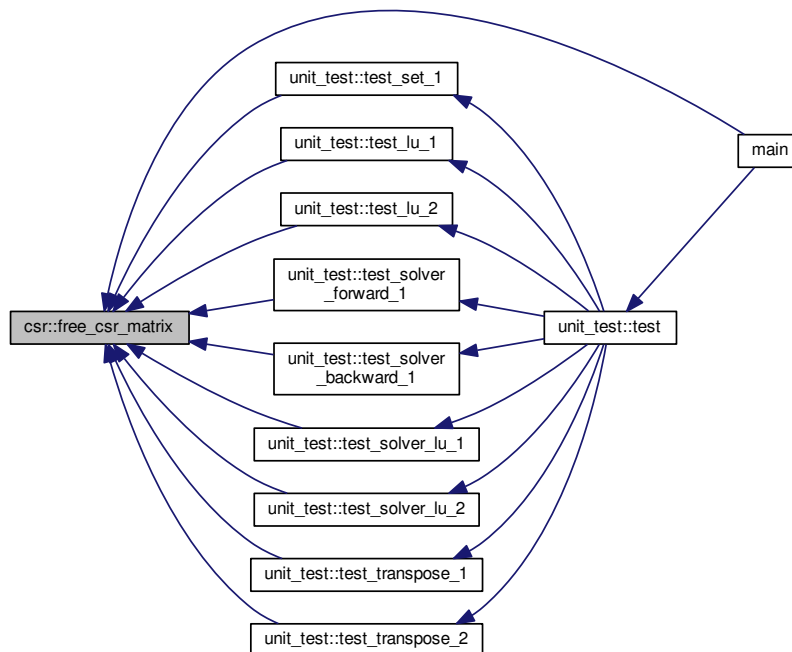 unit_test::test_set_1
unit_test::test_lu_1
main
unit_test::test_lu_2
unit_test::test_solver
_forward_1
csr::free_csr_matrix
unit_test::test
unit_test::test_solver
_backward_1
unit_test::test_solver_lu_1
unit_test::test_solver_lu_2
unit_test::test_transpose_1
unit_test::test_transpose_2